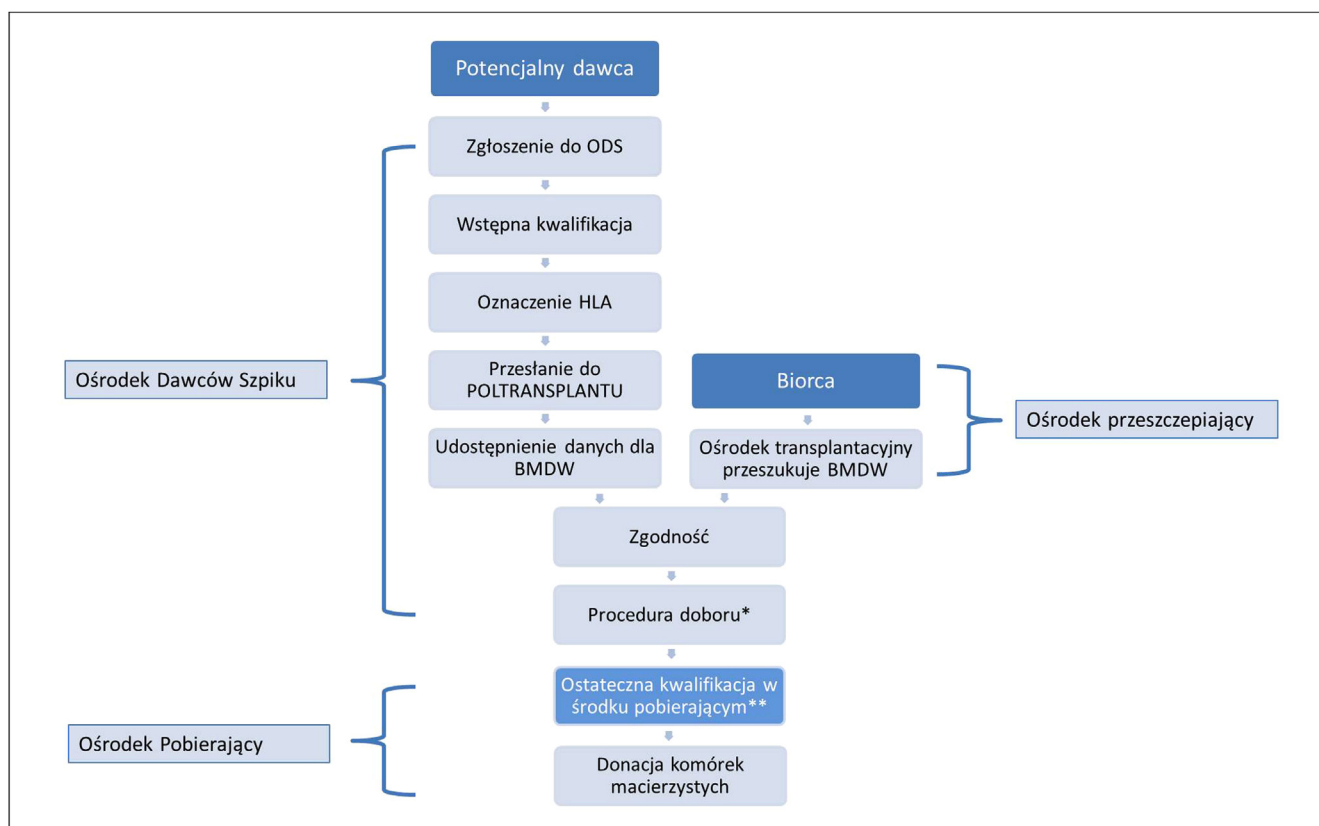 Potencjalny dawca
Zgłoszenie do ODS
Wstępna kwalifikacja
Oznaczenie HLA
Przesłanie do
POLTRANSPLANTU
Udostępnienie danych dla
BMDW
Ośrodek Dawców Szpiku
Biorca
Ośrodek transplantacyjny
przeszukuje BMDW
Ośrodek przeszczepiający
Zgodność
Procedura doboru*
Ostateczna kwalifikacja w
środku pobierającym**
Donacja komórek
macierzystych
Ośrodek Pobierający